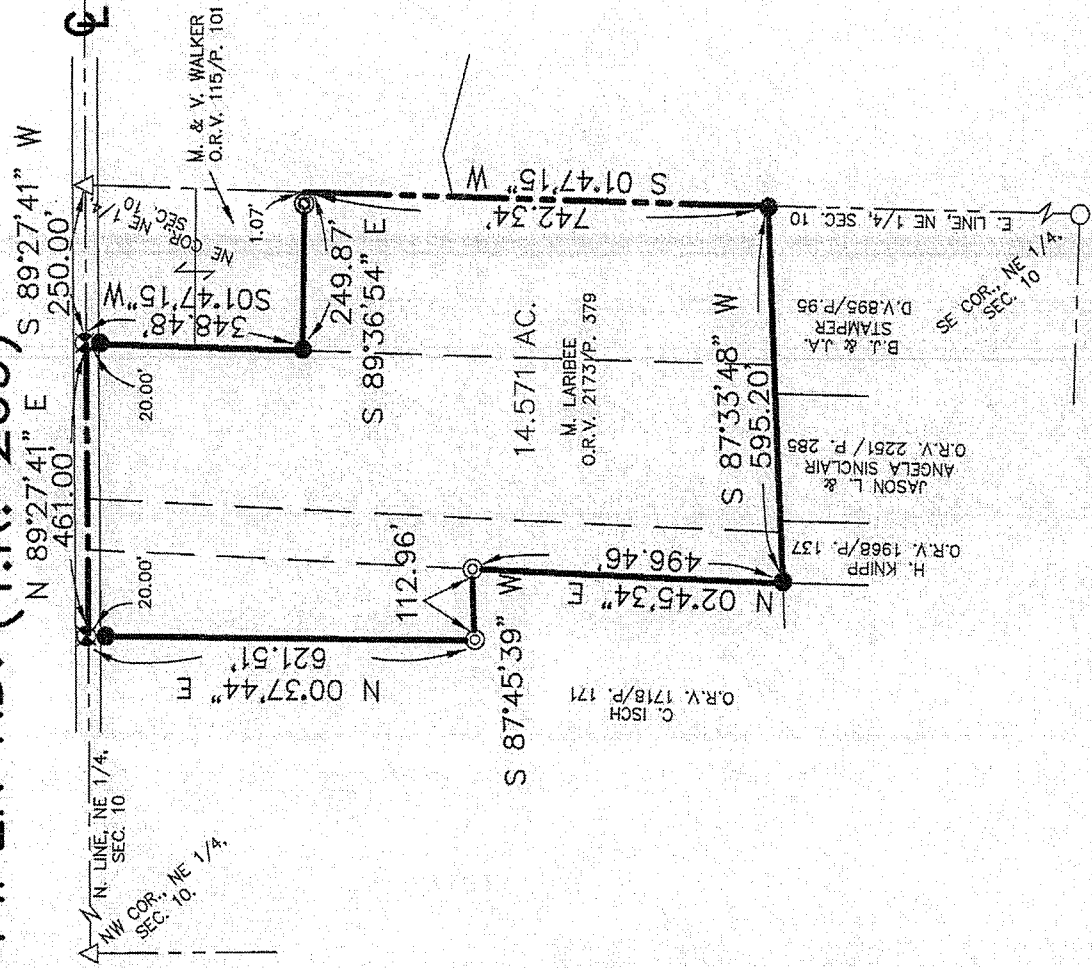 N 89°27'41" E
461.00'
S 89°27'41" W
250.00'
M. & V. WALKER
O.R.V. 115/P. 101
N. LINE, NE 1/4,
SEC. 10
NW COR., NE 1/4,
SEC. 10.
NE COR., NE 1/4,
SEC. 10
20.00'
20.00'
S01°47'15"W
348.48'
1.07'
249.87'
S 89°36'54" E
N 00°37'44" E
621.51'
112.96'
S 87°45'39" W
N 02°45'34" E
496.46'
14.571 AC.
M. LARIBEE
O.R.V. 2173/P. 379
S 01°47'15" W
742.34'
S 87°33'48" W
595.20'
C. ISCH
O.R.V. 1718/P. 171
H. KNIPP
O.R.V. 1968/P. 137
JASON L. &
ANGELA SINCLAIR
O.R.V. 2251/P. 285
B.J. & J.A.
STAMPER
D.V.895/P.95
E. LINE, NE 1/4, SEC. 10
SE COR., NE 1/4,
SEC. 10